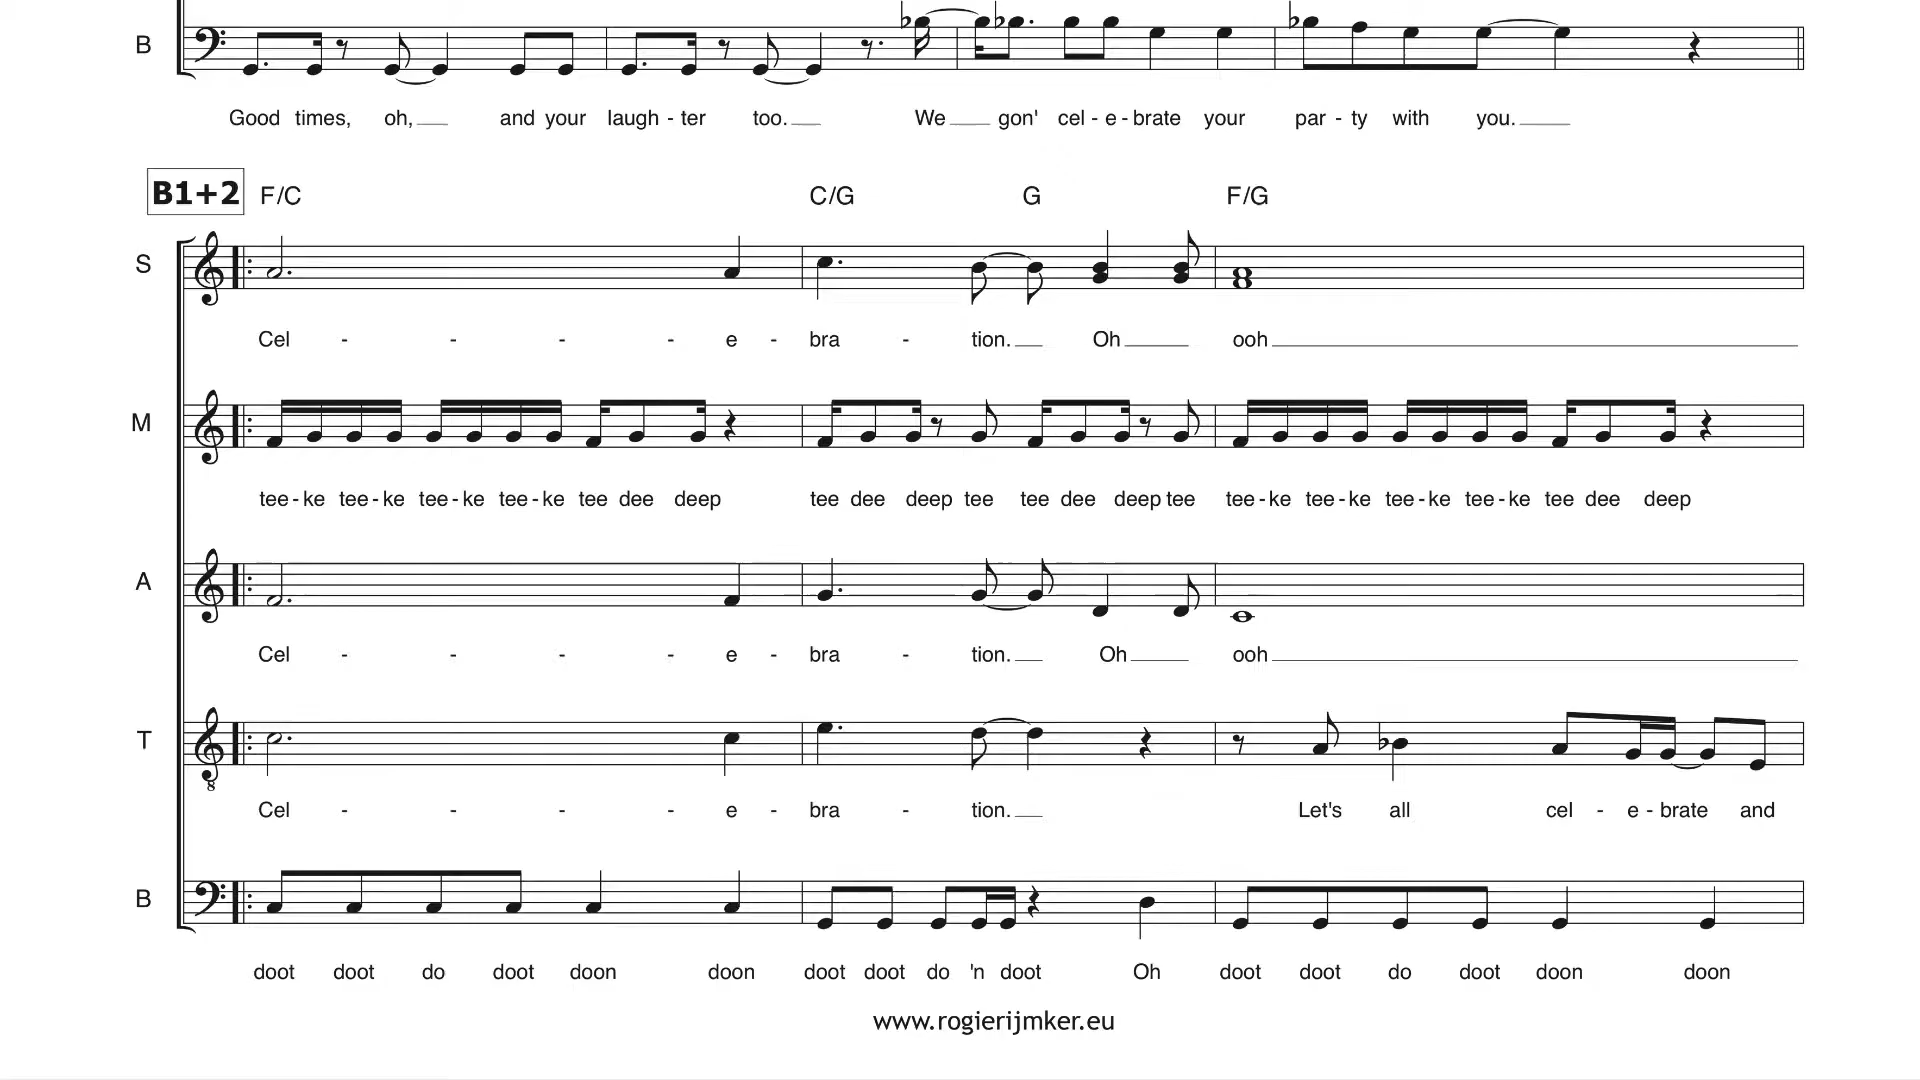 B
Good times, oh, and your laugh - ter too. We gon' cel - e - brate your par - ty with you.
B1+2 F/C C/G G F/G
S
Cel - - - - e - bra - tion. Oh ooh
M
tee - ke tee - ke tee - ke tee - ke tee dee deep tee dee deep tee tee dee deep tee tee - ke tee - ke tee - ke tee - ke tee dee deep
A
Cel - - - - e - bra - tion. Oh ooh
T
8
Cel - - - - e - bra - tion. Let's all cel - e - brate and
B
doot doot do doot doon doon doot doot do 'n doot Oh doot doot do doot doon doon
www.rogierijmker.eu